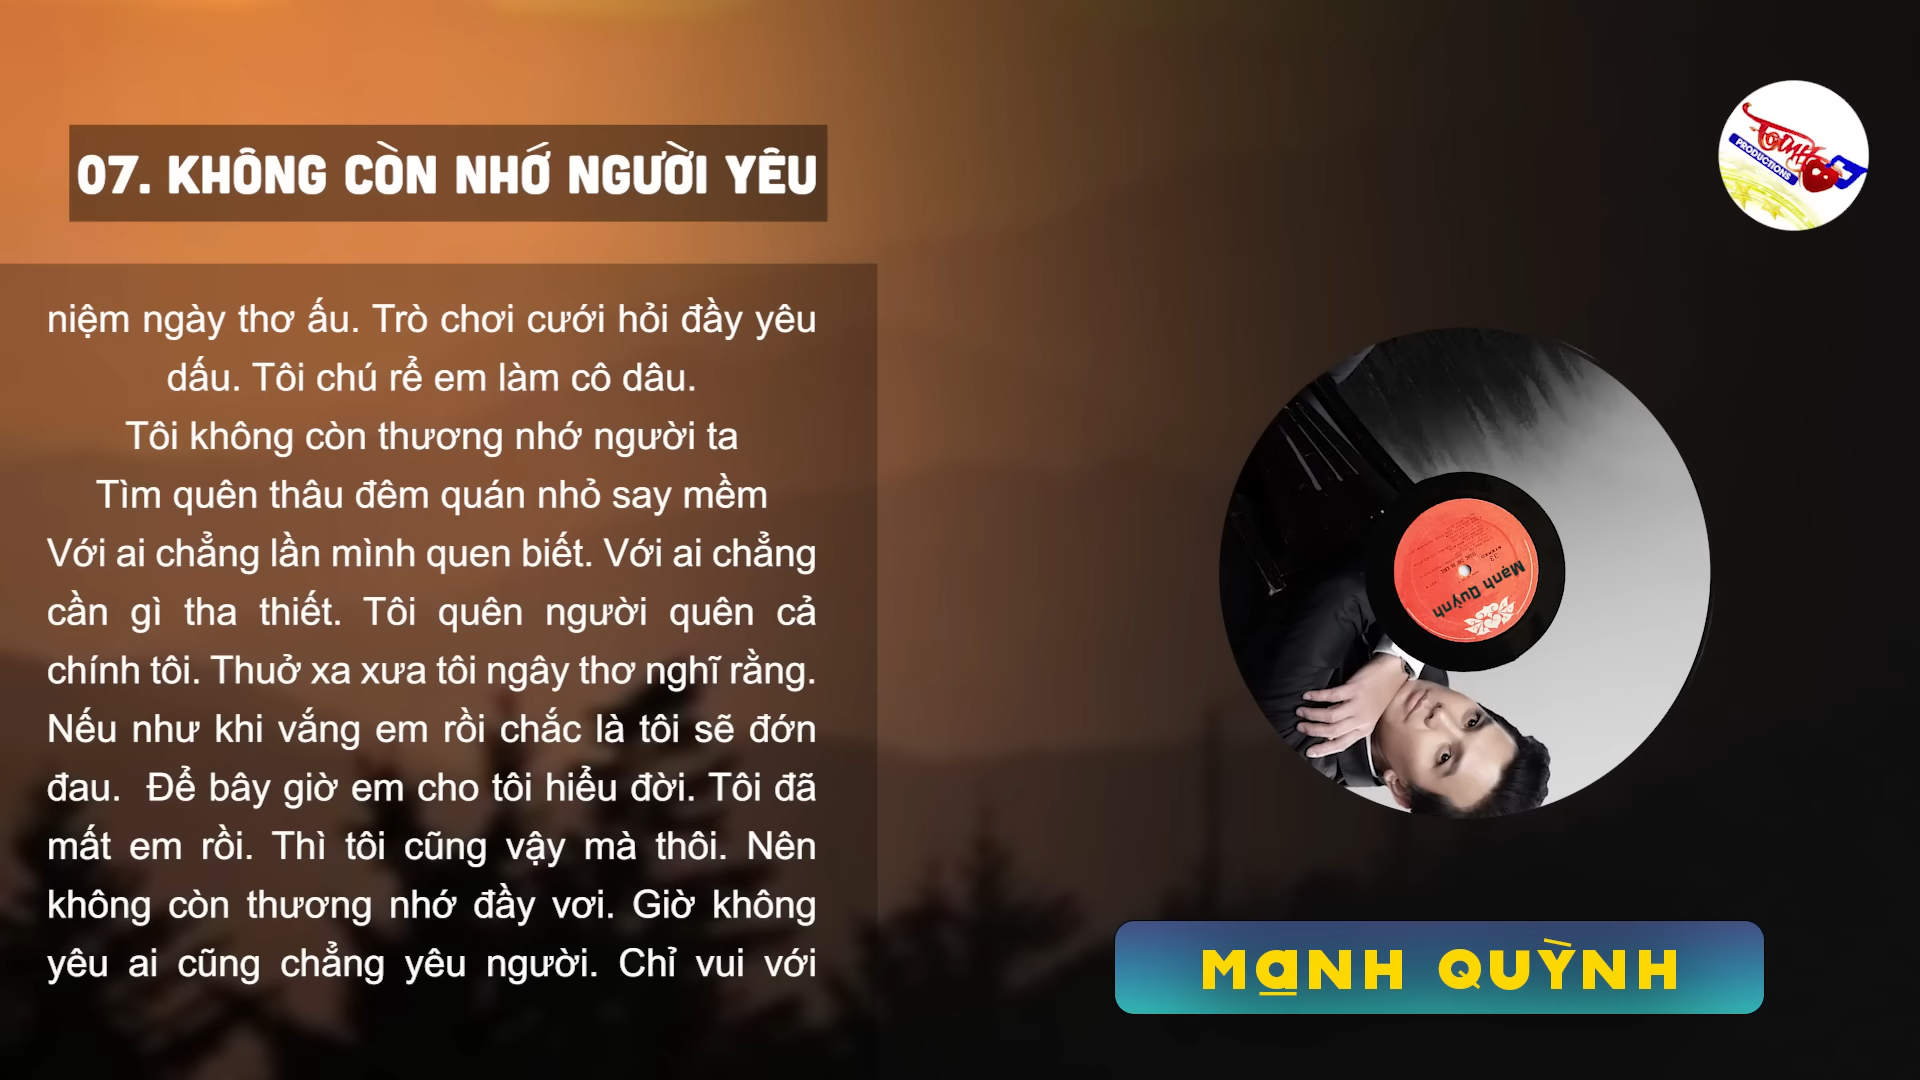 07. KHÔNG CÒN NHỚ NGƯỜI YÊU
TODAH
PRODUCTIONS
niệm ngày thơ ấu. Trò chơi cưới hỏi đầy yêu
dấu. Tôi chú rể em làm cô dâu.
Tôi không còn thương nhớ người ta
Tìm quên thâu đêm quán nhỏ say mềm
Với ai chẳng lần mình quen biết. Với ai chẳng
cần gì tha thiết. Tôi quên người quên cả
chính tôi. Thuở xa xưa tôi ngây thơ nghĩ rằng.
Nếu như khi vắng em rồi chắc là tôi sẽ đớn
đau. Để bây giờ em cho tôi hiểu đời. Tôi đã
mất em rồi. Thì tôi cũng vậy mà thôi. Nên
không còn thương nhớ đầy vơi. Giờ không
yêu ai cũng chẳng yêu người. Chỉ vui với
Mạnh Quỳnh
33
STEREO
MẠNH QUỲNH